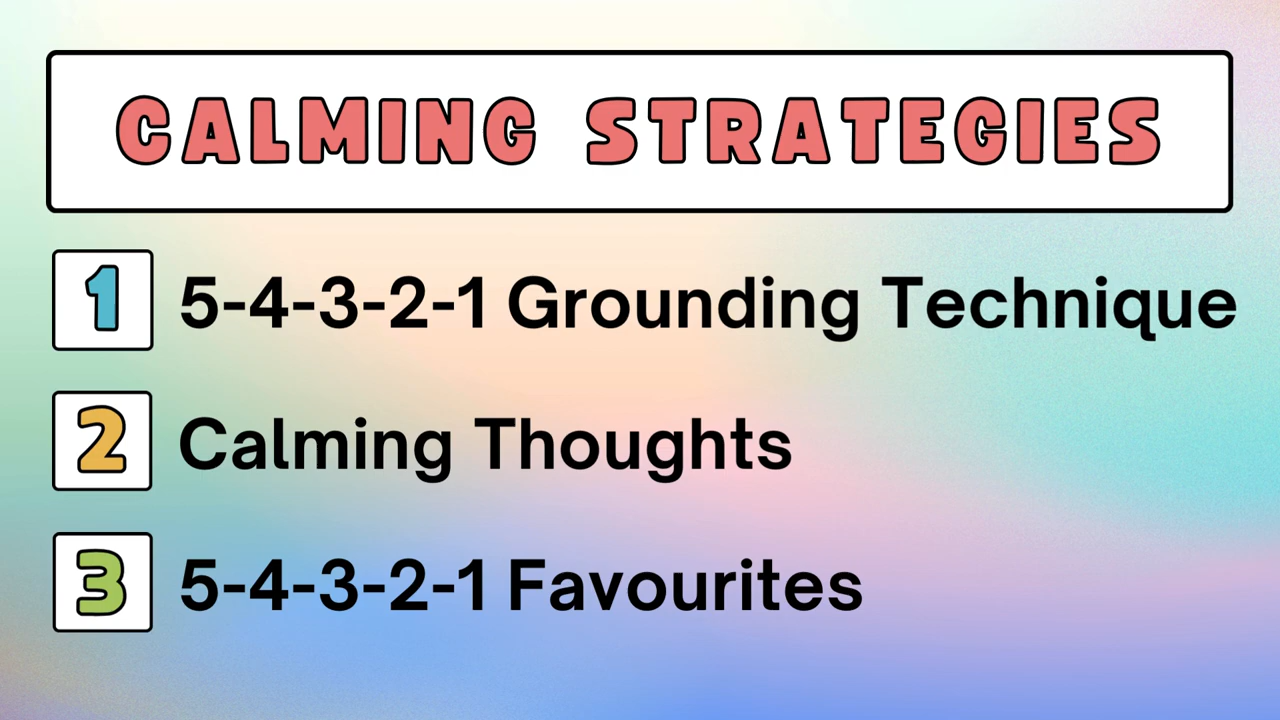 CALMING STRATEGIES
1 5-4-3-2-1 Grounding Technique
2 Calming Thoughts
3 5-4-3-2-1 Favourites